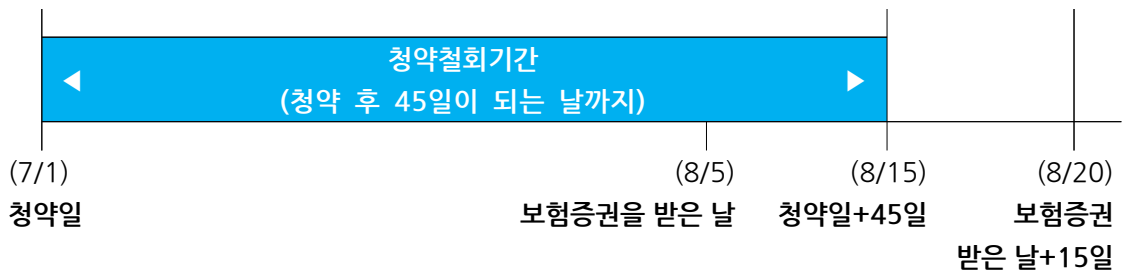 청약철회기간
(청약 후 45일이 되는 날까지)
(7/1)
청약일
(8/5)
보험증권을 받은 날
(8/15)
청약일+45일
(8/20)
보험증권
받은 날+15일